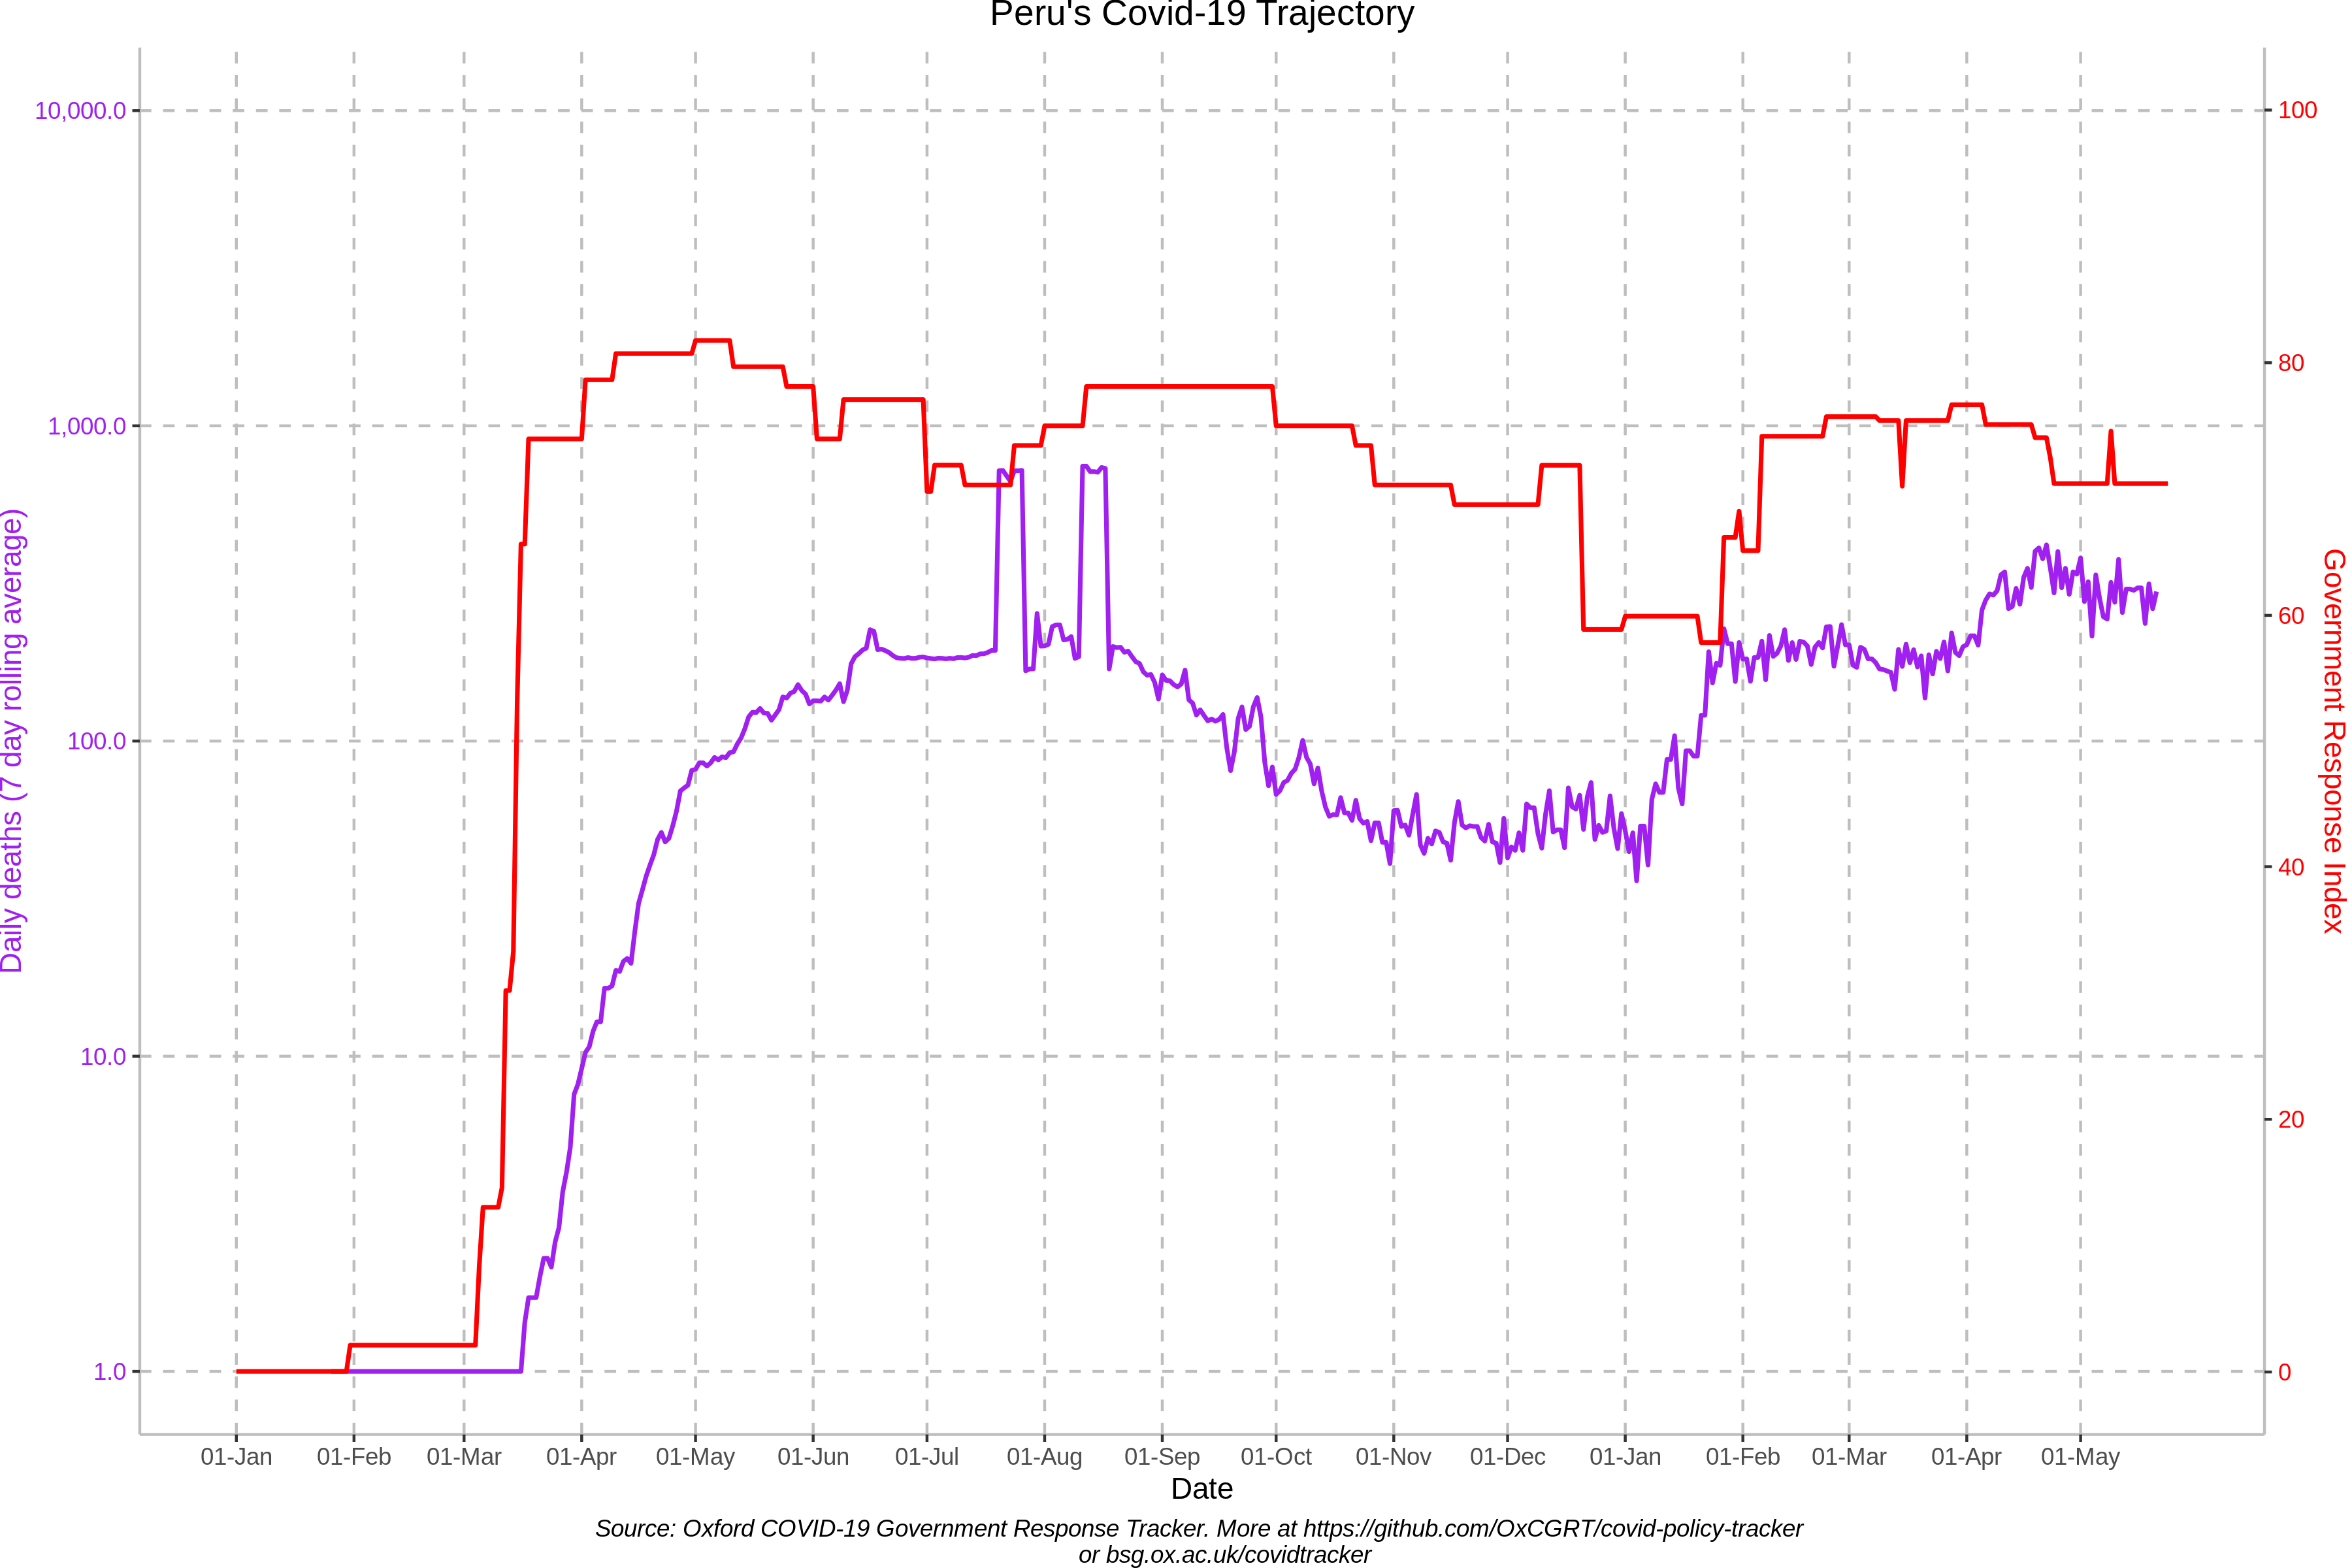 Peru's Covid-19 Trajectory
10,000.0
1,000.0
100.0
10.0
1.0
Daily deaths (7 day rolling average)
100
80
60
40
20
0
Government Response Index
01-Jan 01-Feb 01-Mar 01-Apr 01-May 01-Jun 01-Jul 01-Aug 01-Sep 01-Oct 01-Nov 01-Dec 01-Jan 01-Feb 01-Mar 01-Apr 01-May
Date
Source: Oxford COVID-19 Government Response Tracker. More at https://github.com/OxCGRT/covid-policy-tracker
or bsg.ox.ac.uk/covidtracker